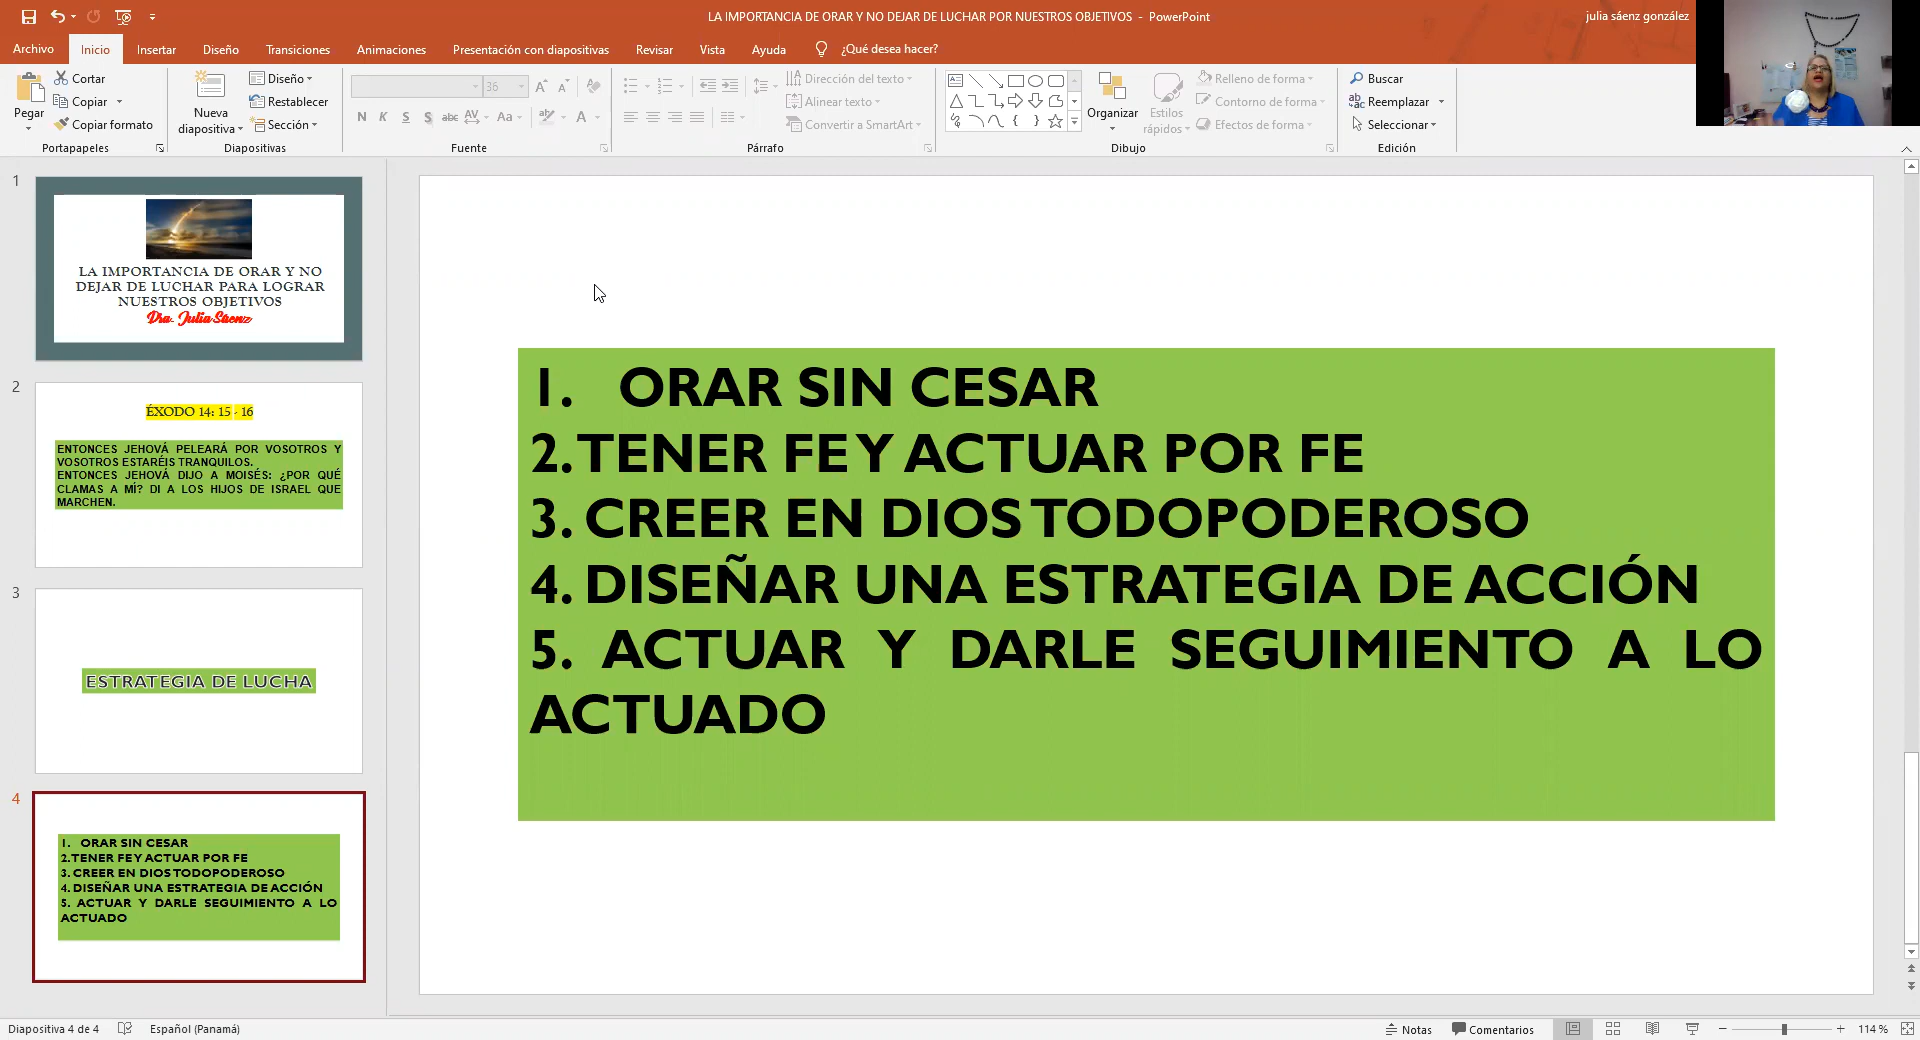 LA IMPORTANCIA DE ORAR Y NO DEJAR DE LUCHAR POR NUESTROS OBJETIVOS - PowerPoint
julia sáenz gonzález
Archivo Inicio Insertar Diseño Transiciones Animaciones Presentación con diapositivas Revisar Vista Ayuda ¿Qué desea hacer?
Pegar
Cortar
Copiar
Copiar formato
Portapapeles
Nueva
diapositiva
Diseño
Restablecer
Sección
Diapositivas
36
N K S S abc AV Aa A
Fuente
Dirección del texto
Alinear texto
Convertir a SmartArt
Párrafo
Organizar
Estilos
rápidos
Relleno de forma
Contorno de forma
Efectos de forma
Dibujo
Buscar
Reemplazar
Seleccionar
Edición
1
LA IMPORTANCIA DE ORAR Y NO
DEJAR DE LUCHAR PARA LOGRAR
NUESTROS OBJETIVOS
Dra. Julia Sáenz
2
ÉXODO 14: 15 - 16
ENTONCES JEHOVÁ PELEARÁ POR VOSOTROS Y
VOSOTROS ESTARÉIS TRANQUILOS.
ENTONCES JEHOVÁ DIJO A MOISÉS: ¿POR QUÉ
CLAMAS A MÍ? DI A LOS HIJOS DE ISRAEL QUE
MARCHEN.
3
ESTRATEGIA DE LUCHA
4
1. ORAR SIN CESAR
2.TENER FE Y ACTUAR POR FE
3. CREER EN DIOS TODOPODEROSO
4. DISEÑAR UNA ESTRATEGIA DE ACCIÓN
5. ACTUAR Y DARLE SEGUIMIENTO A LO
ACTUADO
1. ORAR SIN CESAR
2. TENER FE Y ACTUAR POR FE
3. CREER EN DIOS TODOPODEROSO
4. DISEÑAR UNA ESTRATEGIA DE ACCIÓN
5. ACTUAR Y DARLE SEGUIMIENTO A LO
ACTUADO
Diapositiva 4 de 4 Español (Panamá) Notas Comentarios 114 %